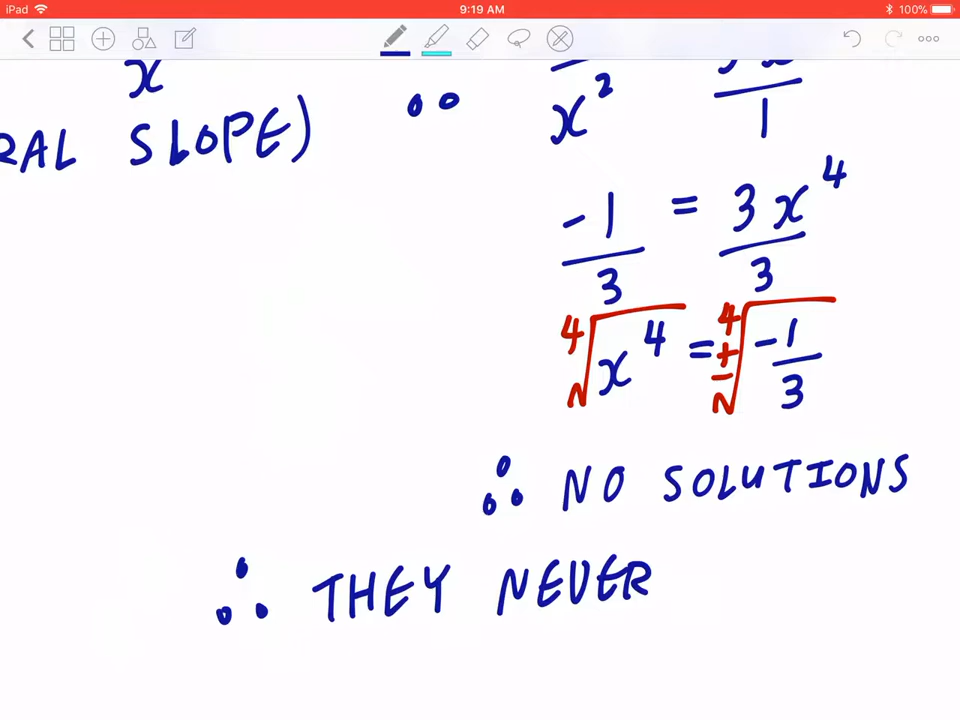 iPad 9:19 AM 100%
x
RAL SLOPE)
∴ x² 1
-1/3 = 3x⁴/3
⁴√x⁴ = ±⁴√-1/3
∴ NO SOLUTIONS
∴ THEY NEVER